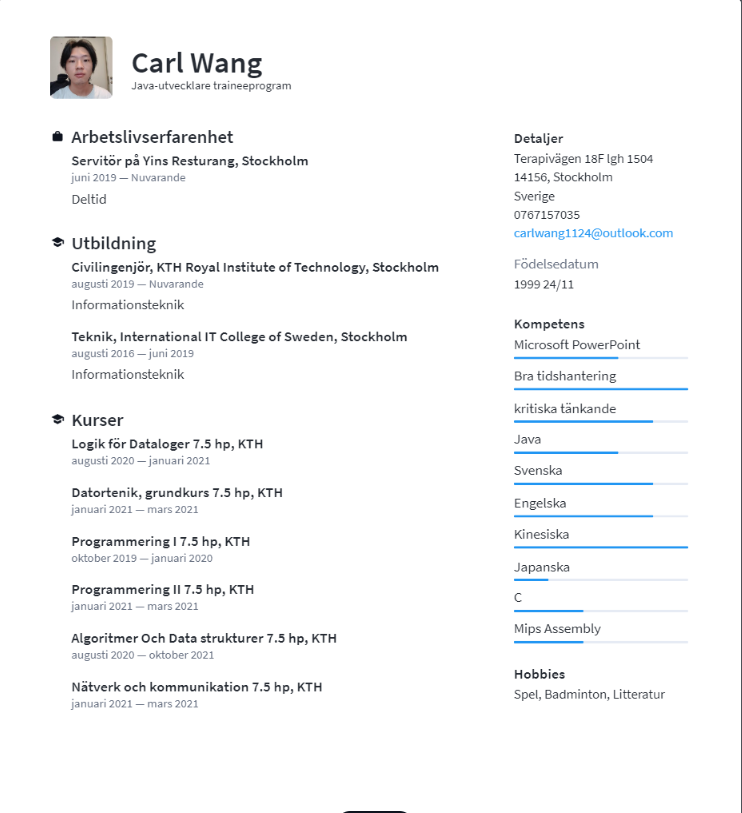 Carl Wang
Java-utvecklare traineeprogram
Arbetslivserfarenhet
Servitör på Yins Resturang, Stockholm
juni 2019 — Nuvarande
Deltid
Utbildning
Civilingenjör, KTH Royal Institute of Technology, Stockholm
augusti 2019 — Nuvarande
Informationsteknik
Teknik, International IT College of Sweden, Stockholm
augusti 2016 — juni 2019
Informationsteknik
Kurser
Logik för Dataloger 7.5 hp, KTH
augusti 2020 — januari 2021
Datortenik, grundkurs 7.5 hp, KTH
januari 2021 — mars 2021
Programmering I 7.5 hp, KTH
oktober 2019 — januari 2020
Programmering II 7.5 hp, KTH
januari 2021 — mars 2021
Algoritmer Och Data strukturer 7.5 hp, KTH
augusti 2020 — oktober 2021
Nätverk och kommunikation 7.5 hp, KTH
januari 2021 — mars 2021
Detaljer
Terapivägen 18F lgh 1504
14156, Stockholm
Sverige
0767157035
carlwang1124@outlook.com
Födelsedatum
1999 24/11
Kompetens
Microsoft PowerPoint
Bra tidshantering
kritiska tänkande
Java
Svenska
Engelska
Kinesiska
Japanska
C
Mips Assembly
Hobbies
Spel, Badminton, Litteratur